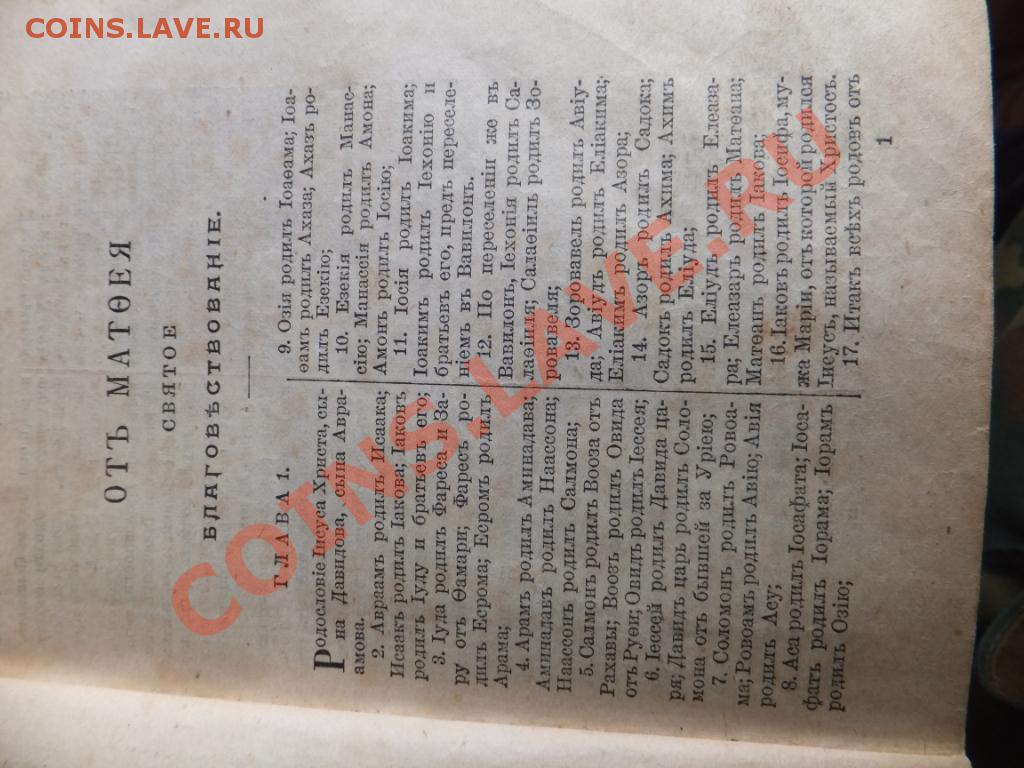 COINS.LAVE.RU
ОТЪ МАТѲЕЯ
СВЯТОЕ
БЛАГОВѢСТВОВАНІЕ.
ГЛАВА 1.
Родословіе Іисуса Христа, сы-
на Давидова, сына Авра-
амова.
2. Авраамъ родилъ Исаака;
Исаакъ родилъ Іакова; Іаковъ
родилъ Іуду и братьевъ его;
3. Іуда родилъ Фареса и За-
ру отъ Ѳамари; Фаресъ ро-
дилъ Есрома; Есромъ родилъ
Арама;
4. Арамъ родилъ Аминадава;
Аминадавъ родилъ Наассона;
Наассонъ родилъ Салмона;
5. Салмонъ родилъ Вооза отъ
Рахавы; Воозъ родилъ Овида
отъ Руѳи; Овидъ родилъ Іессея;
6. Іессей родилъ Давида ца-
ря; Давидъ царь родилъ Соло-
мона отъ бывшей за Уріею;
7. Соломонъ родилъ Ровоа-
ма; Ровоамъ родилъ Авію; Авія
родилъ Асу;
8. Аса родилъ Іосафата; Іоса-
фатъ родилъ Іорама; Іорамъ
родилъ Озію;
9. Озія родилъ Іоаѳама; Іоа-
ѳамъ родилъ Ахаза; Ахазъ ро-
дилъ Езекію;
10. Езекія родилъ Манас-
сію; Манассія родилъ Амона;
Амонъ родилъ Іосію;
11. Іосія родилъ Іоакима;
Іоакимъ родилъ Іехонію и
братьевъ его, предъ переселе-
ніемъ въ Вавилонъ.
12. По переселеніи же въ
Вавилонъ, Іехонія родилъ Са-
лаѳіиля; Салаѳіиль родилъ Зо-
ровавеля;
13. Зоровавель родилъ Авіу-
да; Авіудъ родилъ Еліакима;
Еліакимъ родилъ Азора;
14. Азоръ родилъ Садока;
Садокъ родилъ Ахима; Ахимъ
родилъ Еліуда;
15. Еліудъ родилъ Елеаза-
ра; Елеазаръ родилъ Матѳана;
Матѳанъ родилъ Іакова;
16. Іаковъ родилъ Іосифа, му-
жа Маріи, отъ которой родился
Іисусъ, называемый Христосъ.
17. Итакъ всѣхъ родовъ отъ
1
COINS.LAVE.RU